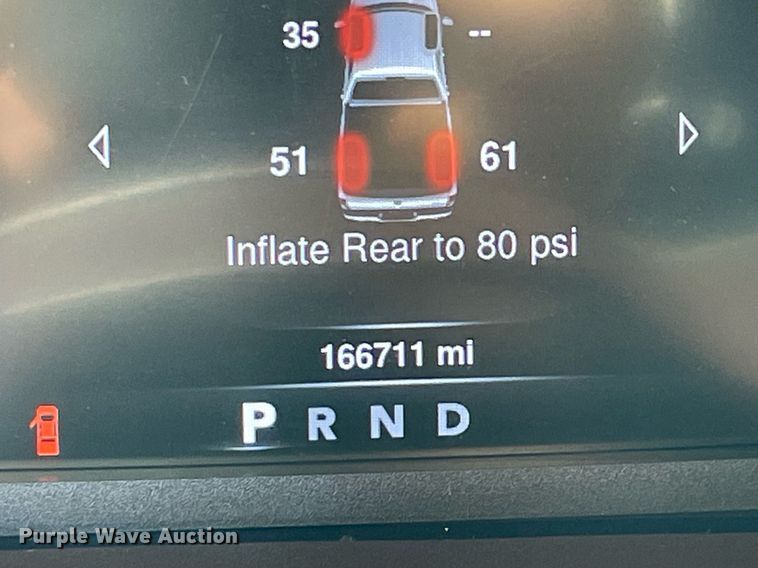 35 --
51 61
Inflate Rear to 80 psi
166711 mi
P R N D
Purple Wave Auction